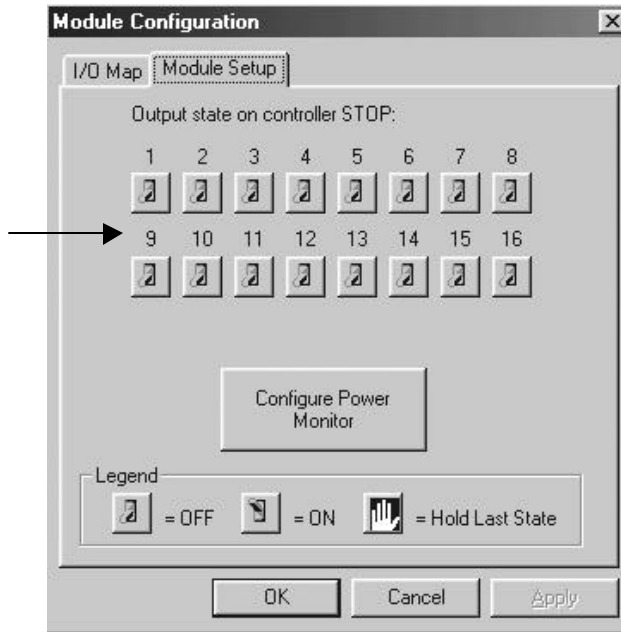 Module Configuration
I/O Map Module Setup
Output state on controller STOP:
1 2 3 4 5 6 7 8
9 10 11 12 13 14 15 16
Configure Power
Monitor
Legend
= OFF = ON = Hold Last State
OK Cancel Apply